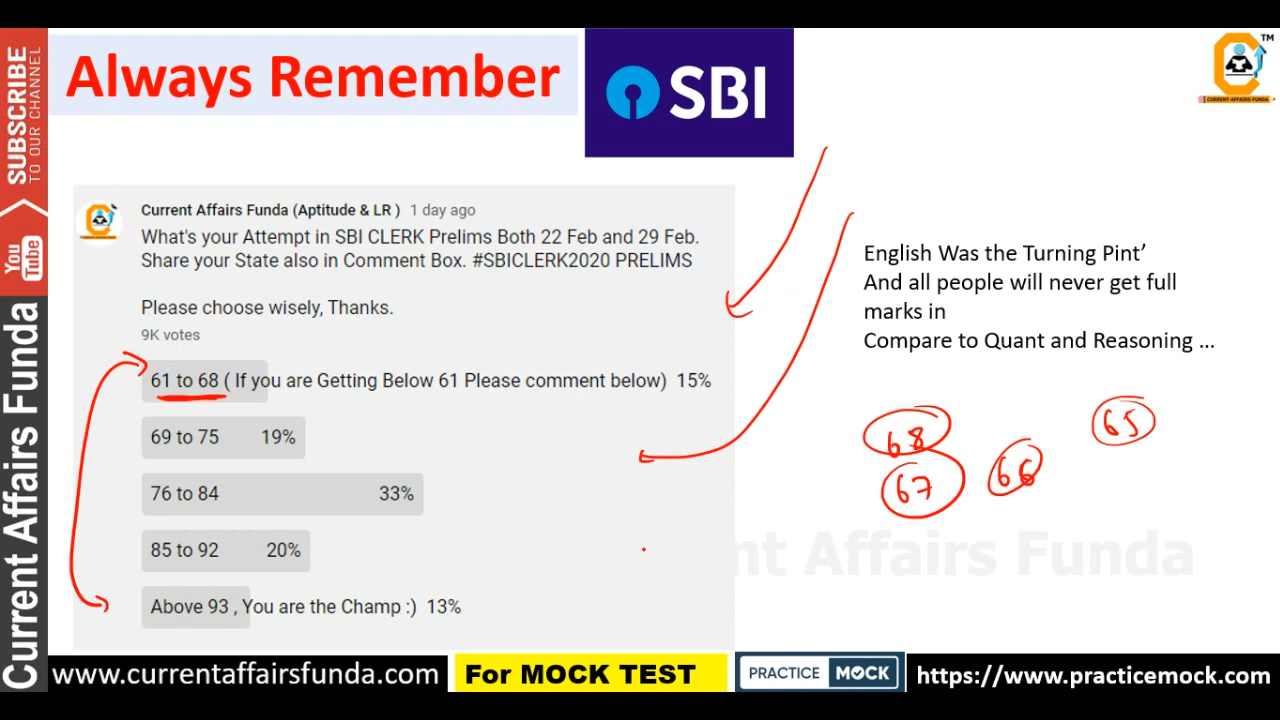 SUBSCRIBE
TO OUR CHANNEL
You
Tube
Current Affairs Funda
Always Remember
SBI
TM
CURRENT-AFFAIRS-FUNDA
Current Affairs Funda (Aptitude & LR ) 1 day ago
What's your Attempt in SBI CLERK Prelims Both 22 Feb and 29 Feb.
Share your State also in Comment Box. #SBICLERK2020 PRELIMS
Please choose wisely, Thanks.
9K votes
61 to 68 ( If you are Getting Below 61 Please comment below) 15%
69 to 75 19%
76 to 84 33%
85 to 92 20%
Above 93 , You are the Champ :) 13%
English Was the Turning Pint’
And all people will never get full
marks in
Compare to Quant and Reasoning ...
68
65
67
66
nt Affairs Funda
www.currentaffairsfunda.com
For MOCK TEST
PRACTICE MOCK
https://www.practicemock.com